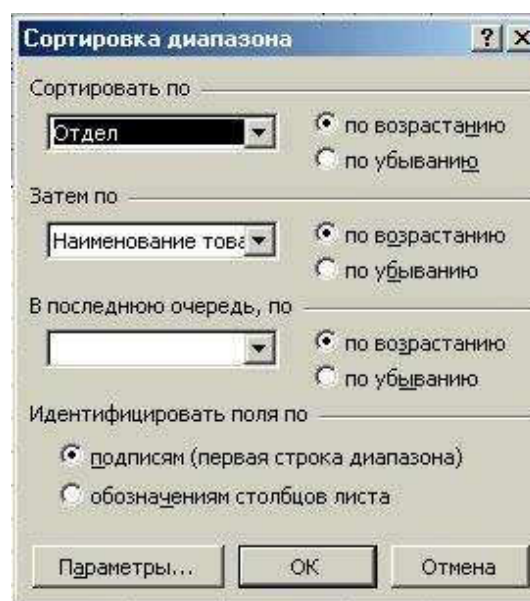 Сортировка диапазона
Сортировать по
Отдел
по возрастанию
по убыванию
Затем по
Наименование това
по возрастанию
по убыванию
В последнюю очередь, по
по возрастанию
по убыванию
Идентифицировать поля по
подписям (первая строка диапазона)
обозначениям столбцов листа
Параметры... ОК Отмена